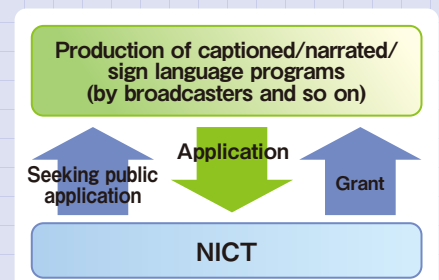 Production of captioned/narrated/
sign language programs
(by broadcasters and so on)
Seeking public
application
Application
Grant
NICT